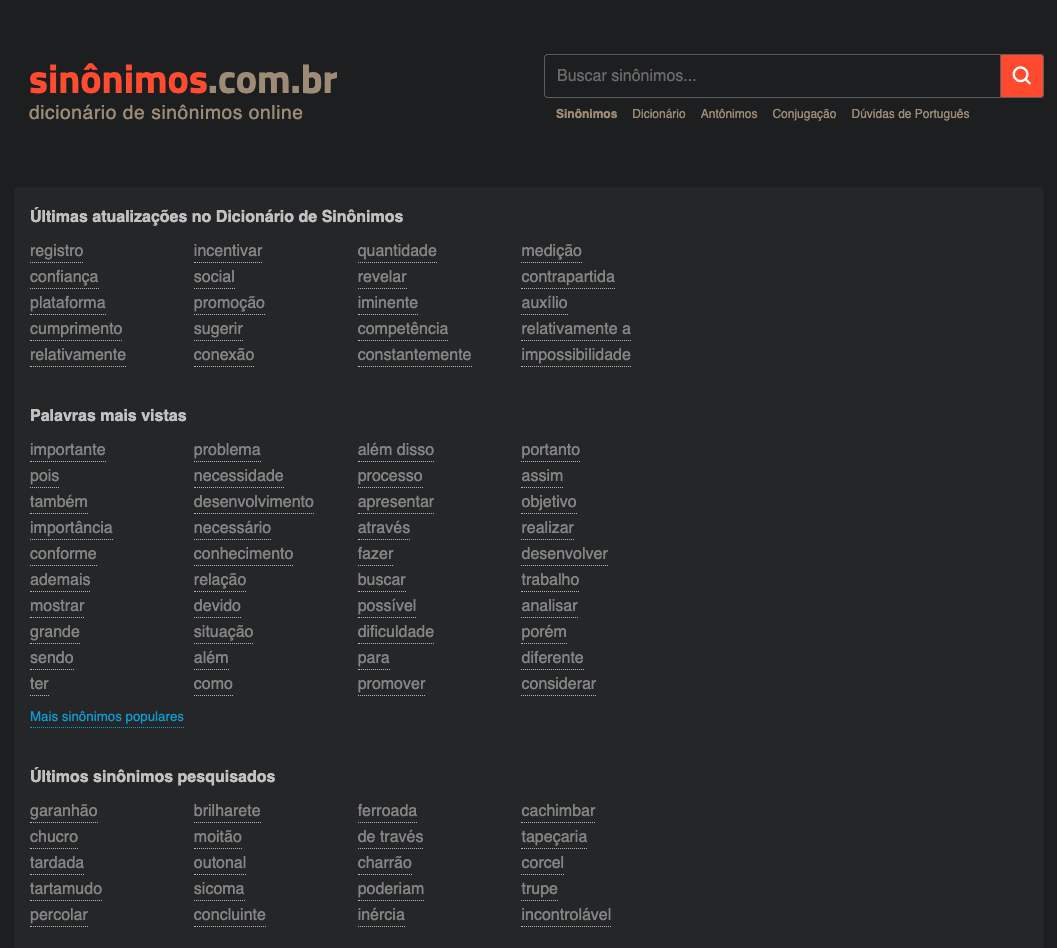 sinônimos.com.br
dicionário de sinônimos online
Buscar sinônimos...
Sinônimos Dicionário Antônimos Conjugação Dúvidas de Português
Últimas atualizações no Dicionário de Sinônimos
registro incentivar quantidade medição
confiança social revelar contrapartida
plataforma promoção iminente auxílio
cumprimento sugerir competência relativamente a
relativamente conexão constantemente impossibilidade
Palavras mais vistas
importante problema além disso portanto
pois necessidade processo assim
também desenvolvimento apresentar objetivo
importância necessário através realizar
conforme conhecimento fazer desenvolver
ademais relação buscar trabalho
mostrar devido possível analisar
grande situação dificuldade porém
sendo além para diferente
ter como promover considerar
Mais sinônimos populares
Últimos sinônimos pesquisados
garanhão brilharete ferroada cachimbar
chucro moitão de través tapeçaria
tardada outonal charrão corcel
tartamudo sicoma poderiam trupe
percolar concluinte inércia incontrolável